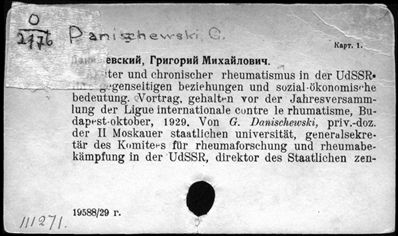 O
2776
Danischewski, G.
Карт. 1.
евский, Григорий Михайлович.
iter und chronischer rheumatismus in der UdSSR.
gegenseitigen beziehungen und sozial-ökonomische
bedeutung. Vortrag, gehalten vor der Jahresversamm-
lung der Ligue internationale contre le rhumatisme, Bu-
dapest-oktober, 1929. Von G. Danischewski, priv.-doz.
der II Moskauer staatlichen universität, generalsekre-
tär des Komitees für rheumaforschung und rheumabe-
kämpfung in der UdSSR, direktor des Staatlichen zen-
19588/29 г.
111271.